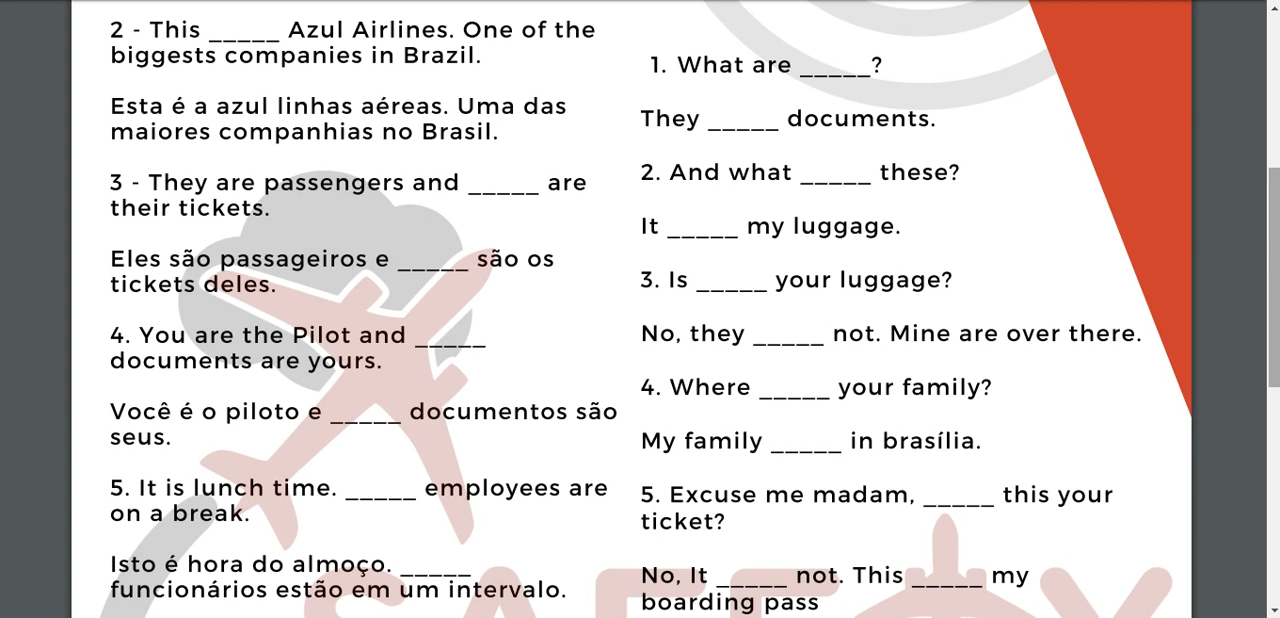 2 - This _____ Azul Airlines. One of the
biggests companies in Brazil.
Esta é a azul linhas aéreas. Uma das
maiores companhias no Brasil.
3 - They are passengers and _____ are
their tickets.
Eles são passageiros e _____ são os
tickets deles.
4. You are the Pilot and _____
documents are yours.
Você é o piloto e _____ documentos são
seus.
5. It is lunch time. _____ employees are
on a break.
Isto é hora do almoço. _____
funcionários estão em um intervalo.
1. What are _____?
They _____ documents.
2. And what _____ these?
It _____ my luggage.
3. Is _____ your luggage?
No, they _____ not. Mine are over there.
4. Where _____ your family?
My family _____ in brasília.
5. Excuse me madam, _____ this your
ticket?
No, It _____ not. This _____ my
boarding pass